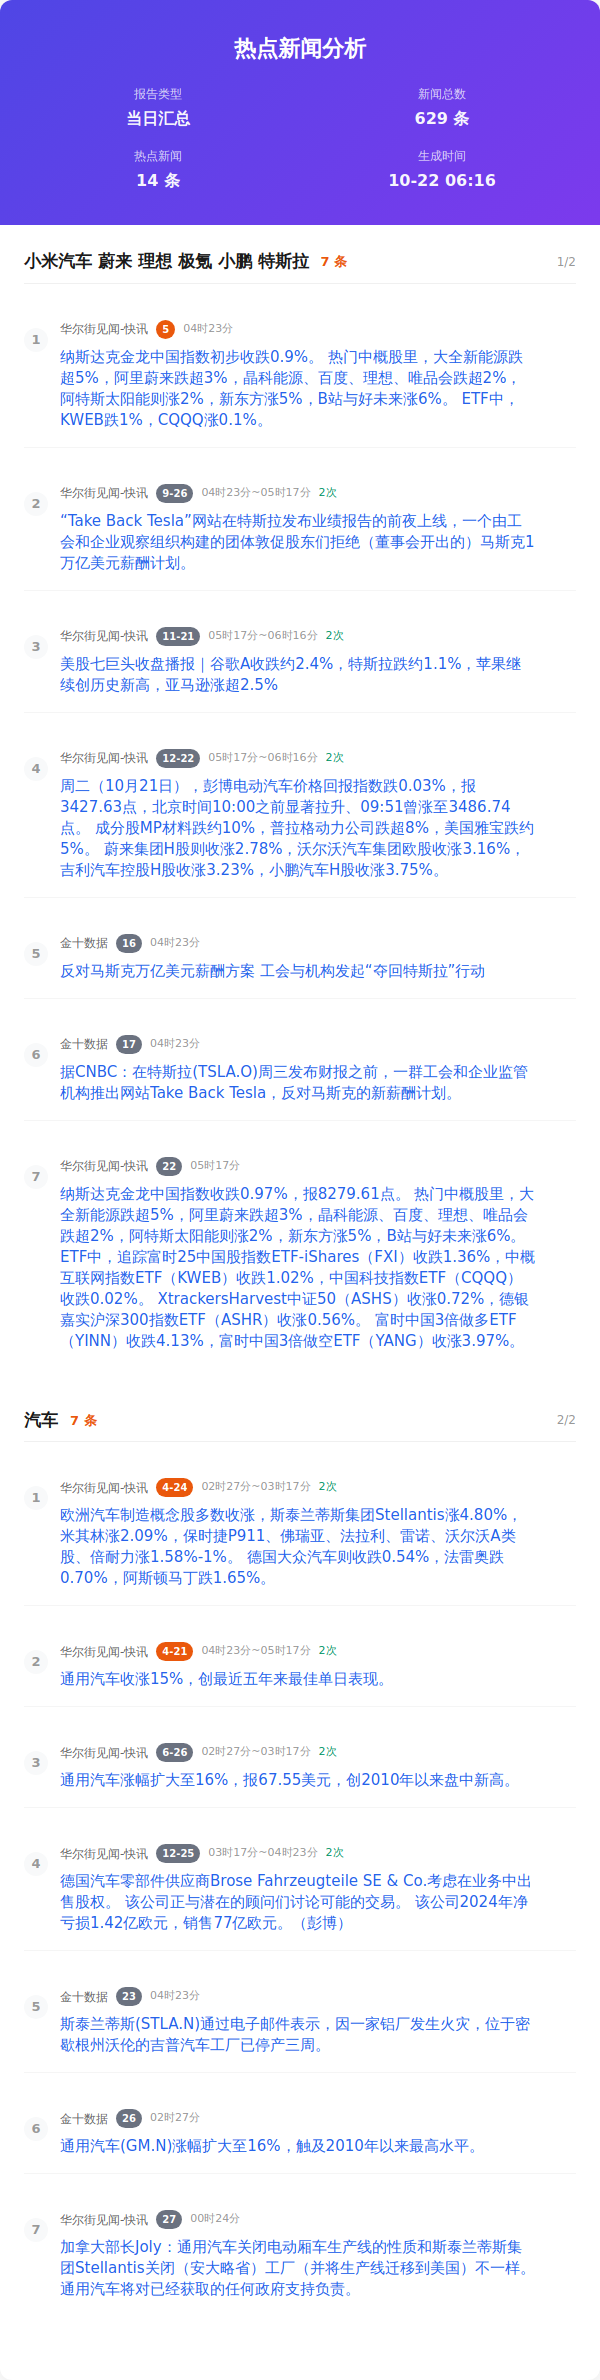 热点新闻分析
报告类型
新闻总数
当日汇总
629 条
热点新闻
生成时间
14 条
10-22 06:16
小米汽车 蔚来 理想 极氪 小鹏 特斯拉 7 条 1/2
1
华尔街见闻-快讯 5 04时23分
纳斯达克金龙中国指数初步收跌0.9%。 热门中概股里，大全新能源跌
超5%，阿里蔚来跌超3%，晶科能源、百度、理想、唯品会跌超2%，
阿特斯太阳能则涨2%，新东方涨5%，B站与好未来涨6%。 ETF中，
KWEB跌1%，CQQQ涨0.1%。
2
华尔街见闻-快讯 9-26 04时23分~05时17分 2次
“Take Back Tesla”网站在特斯拉发布业绩报告的前夜上线，一个由工
会和企业观察组织构建的团体敦促股东们拒绝（董事会开出的）马斯克1
万亿美元薪酬计划。
3
华尔街见闻-快讯 11-21 05时17分~06时16分 2次
美股七巨头收盘播报｜谷歌A收跌约2.4%，特斯拉跌约1.1%，苹果继
续创历史新高，亚马逊涨超2.5%
4
华尔街见闻-快讯 12-22 05时17分~06时16分 2次
周二（10月21日），彭博电动汽车价格回报指数跌0.03%，报
3427.63点，北京时间10:00之前显著拉升、09:51曾涨至3486.74
点。 成分股MP材料跌约10%，普拉格动力公司跌超8%，美国雅宝跌约
5%。 蔚来集团H股则收涨2.78%，沃尔沃汽车集团欧股收涨3.16%，
吉利汽车控股H股收涨3.23%，小鹏汽车H股收涨3.75%。
5
金十数据 16 04时23分
反对马斯克万亿美元薪酬方案 工会与机构发起“夺回特斯拉”行动
6
金十数据 17 04时23分
据CNBC：在特斯拉(TSLA.O)周三发布财报之前，一群工会和企业监管
机构推出网站Take Back Tesla，反对马斯克的新薪酬计划。
7
华尔街见闻-快讯 22 05时17分
纳斯达克金龙中国指数收跌0.97%，报8279.61点。 热门中概股里，大
全新能源跌超5%，阿里蔚来跌超3%，晶科能源、百度、理想、唯品会
跌超2%，阿特斯太阳能则涨2%，新东方涨5%，B站与好未来涨6%。
ETF中，追踪富时25中国股指数ETF-iShares（FXI）收跌1.36%，中概
互联网指数ETF（KWEB）收跌1.02%，中国科技指数ETF（CQQQ）
收跌0.02%。 XtrackersHarvest中证50（ASHS）收涨0.72%，德银
嘉实沪深300指数ETF（ASHR）收涨0.56%。 富时中国3倍做多ETF
（YINN）收跌4.13%，富时中国3倍做空ETF（YANG）收涨3.97%。
汽车 7 条 2/2
1
华尔街见闻-快讯 4-24 02时27分~03时17分 2次
欧洲汽车制造概念股多数收涨，斯泰兰蒂斯集团Stellantis涨4.80%，
米其林涨2.09%，保时捷P911、佛瑞亚、法拉利、雷诺、沃尔沃A类
股、倍耐力涨1.58%-1%。 德国大众汽车则收跌0.54%，法雷奥跌
0.70%，阿斯顿马丁跌1.65%。
2
华尔街见闻-快讯 4-21 04时23分~05时17分 2次
通用汽车收涨15%，创最近五年来最佳单日表现。
3
华尔街见闻-快讯 6-26 02时27分~03时17分 2次
通用汽车涨幅扩大至16%，报67.55美元，创2010年以来盘中新高。
4
华尔街见闻-快讯 12-25 03时17分~04时23分 2次
德国汽车零部件供应商Brose Fahrzeugteile SE & Co.考虑在业务中出
售股权。 该公司正与潜在的顾问们讨论可能的交易。 该公司2024年净
亏损1.42亿欧元，销售77亿欧元。（彭博）
5
金十数据 23 04时23分
斯泰兰蒂斯(STLA.N)通过电子邮件表示，因一家铝厂发生火灾，位于密
歇根州沃伦的吉普汽车工厂已停产三周。
6
金十数据 26 02时27分
通用汽车(GM.N)涨幅扩大至16%，触及2010年以来最高水平。
7
华尔街见闻-快讯 27 00时24分
加拿大部长Joly：通用汽车关闭电动厢车生产线的性质和斯泰兰蒂斯集
团Stellantis关闭（安大略省）工厂（并将生产线迁移到美国）不一样。
通用汽车将对已经获取的任何政府支持负责。